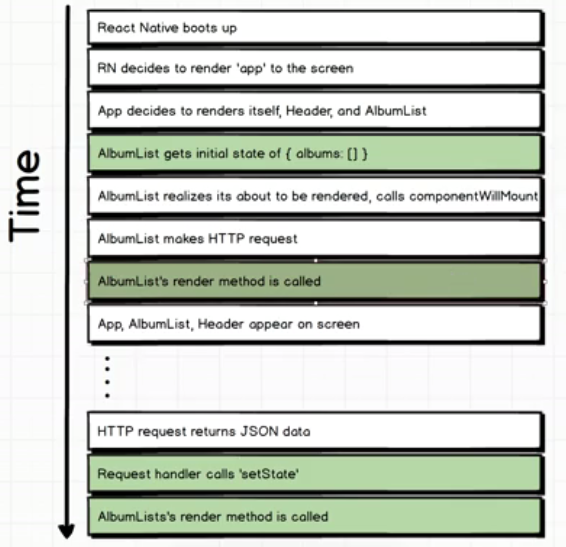 Time
React Native boots up
RN decides to render 'app' to the screen
App decides to renders itself, Header, and AlbumList
AlbumList gets initial state of { albums: [] }
AlbumList realizes its about to be rendered, calls componentWillMount
AlbumList makes HTTP request
AlbumList's render method is called
App, AlbumList, Header appear on screen
HTTP request returns JSON data
Request handler calls 'setState'
AlbumLists's render method is called